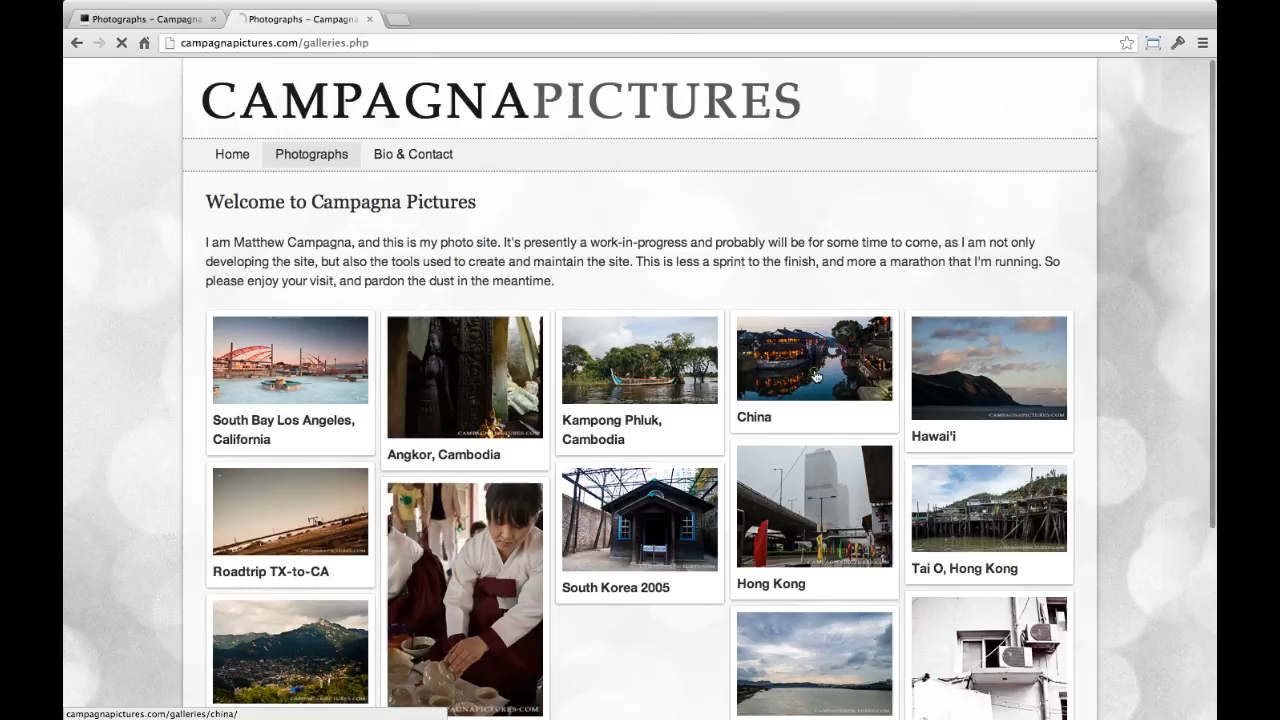 Photographs – Campagna
Photographs – Campagna
campagnapictures.com/galleries.php
CAMPAGNAPICTURES
Home Photographs Bio & Contact
Welcome to Campagna Pictures
I am Matthew Campagna, and this is my photo site. It's presently a work-in-progress and probably will be for some time to come, as I am not only
developing the site, but also the tools used to create and maintain the site. This is less a sprint to the finish, and more a marathon that I'm running. So
please enjoy your visit, and pardon the dust in the meantime.
South Bay Los Angeles,
California
CAMPAGNAPICTURES.COM
Angkor, Cambodia
Kampong Phluk,
Cambodia
China
CAMPAGNAPICTURES.COM
Hawai'i
Roadtrip TX-to-CA
South Korea 2005
Hong Kong
Tai O, Hong Kong
campagnapictures.com/galleries/china/